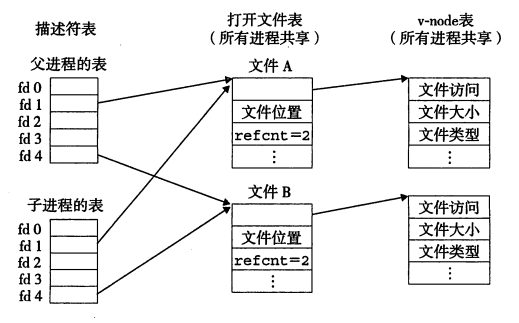 描述符表
打开文件表
(所有进程共享)
v-node表
(所有进程共享)
父进程的表
fd 0
fd 1
fd 2
fd 3
fd 4
子进程的表
fd 0
fd 1
fd 2
fd 3
fd 4
文件 A
文件位置
refcnt=2
⋮
文件 B
文件位置
refcnt=2
⋮
文件访问
文件大小
文件类型
⋮
文件访问
文件大小
文件类型
⋮